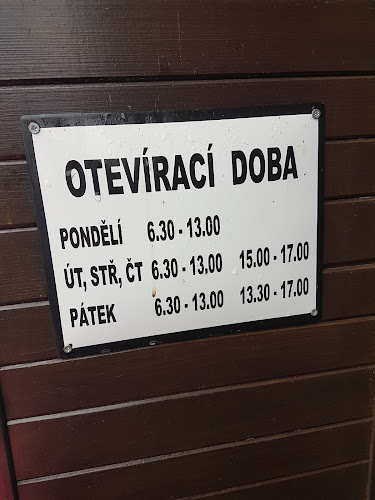 OTEVÍRACÍ DOBA
PONDĚLÍ 6.30 - 13.00
ÚT, STŘ, ČT 6.30 - 13.00 15.00 - 17.00
PÁTEK 6.30 - 13.00 13.30 - 17.00